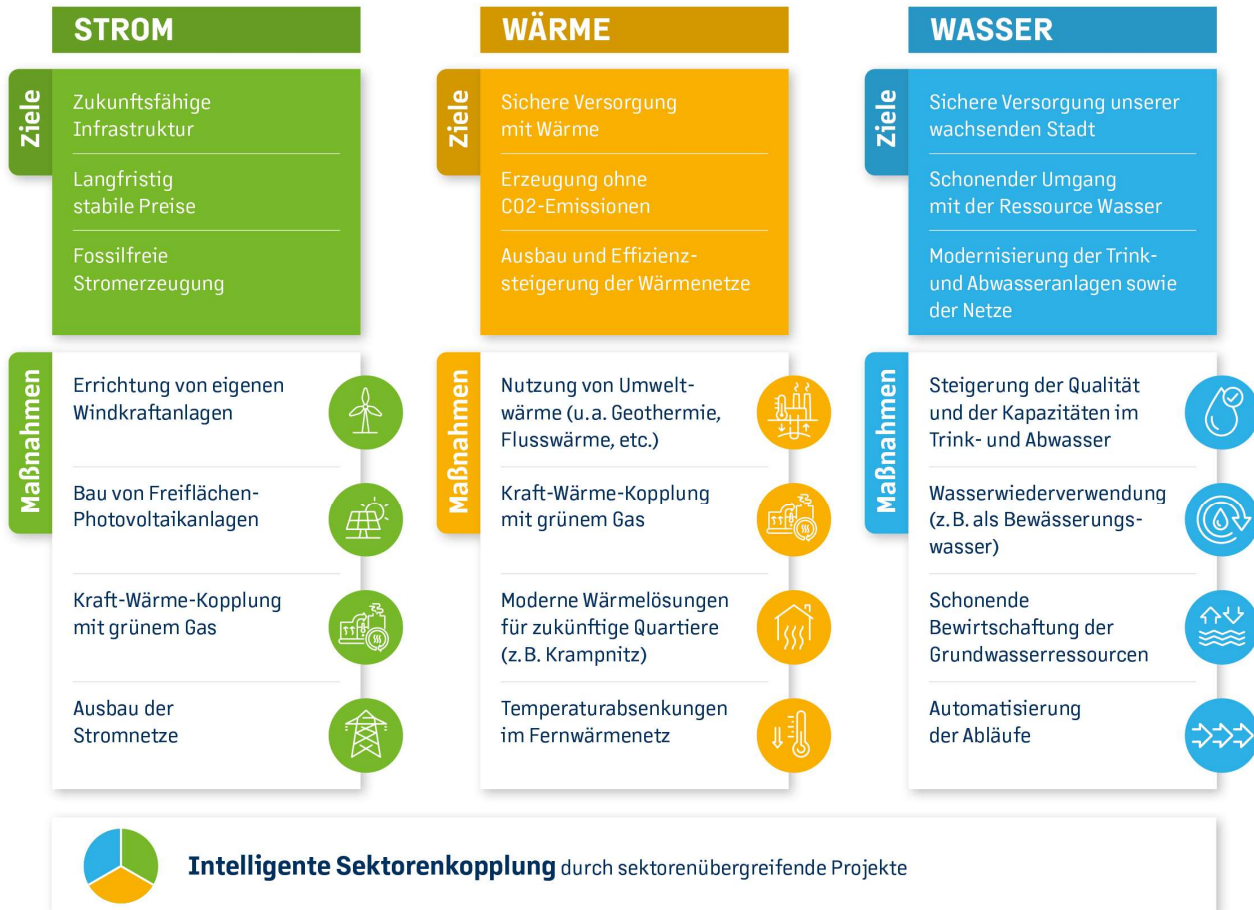 STROM
Ziele
Zukunftsfähige
Infrastruktur
Langfristig
stabile Preise
Fossilfreie
Stromerzeugung
Maßnahmen
Errichtung von eigenen
Windkraftanlagen
Bau von Freiflächen-
Photovoltaikanlagen
Kraft-Wärme-Kopplung
mit grünem Gas
Ausbau der
Stromnetze
WÄRME
Ziele
Sichere Versorgung
mit Wärme
Erzeugung ohne
CO2-Emissionen
Ausbau und Effizienz-
steigerung der Wärmenetze
Maßnahmen
Nutzung von Umwelt-
wärme (u.a. Geothermie,
Flusswärme, etc.)
Kraft-Wärme-Kopplung
mit grünem Gas
Moderne Wärmelösungen
für zukünftige Quartiere
(z.B. Krampnitz)
Temperaturabsenkungen
im Fernwärmenetz
WASSER
Ziele
Sichere Versorgung unserer
wachsenden Stadt
Schonender Umgang
mit der Ressource Wasser
Modernisierung der Trink-
und Abwasseranlagen sowie
der Netze
Maßnahmen
Steigerung der Qualität
und der Kapazitäten im
Trink- und Abwasser
Wasserwiederverwendung
(z.B. als Bewässerungs-
wasser)
Schonende
Bewirtschaftung der
Grundwasserressourcen
Automatisierung
der Abläufe
Intelligente Sektorenkopplung durch sektorenübergreifende Projekte